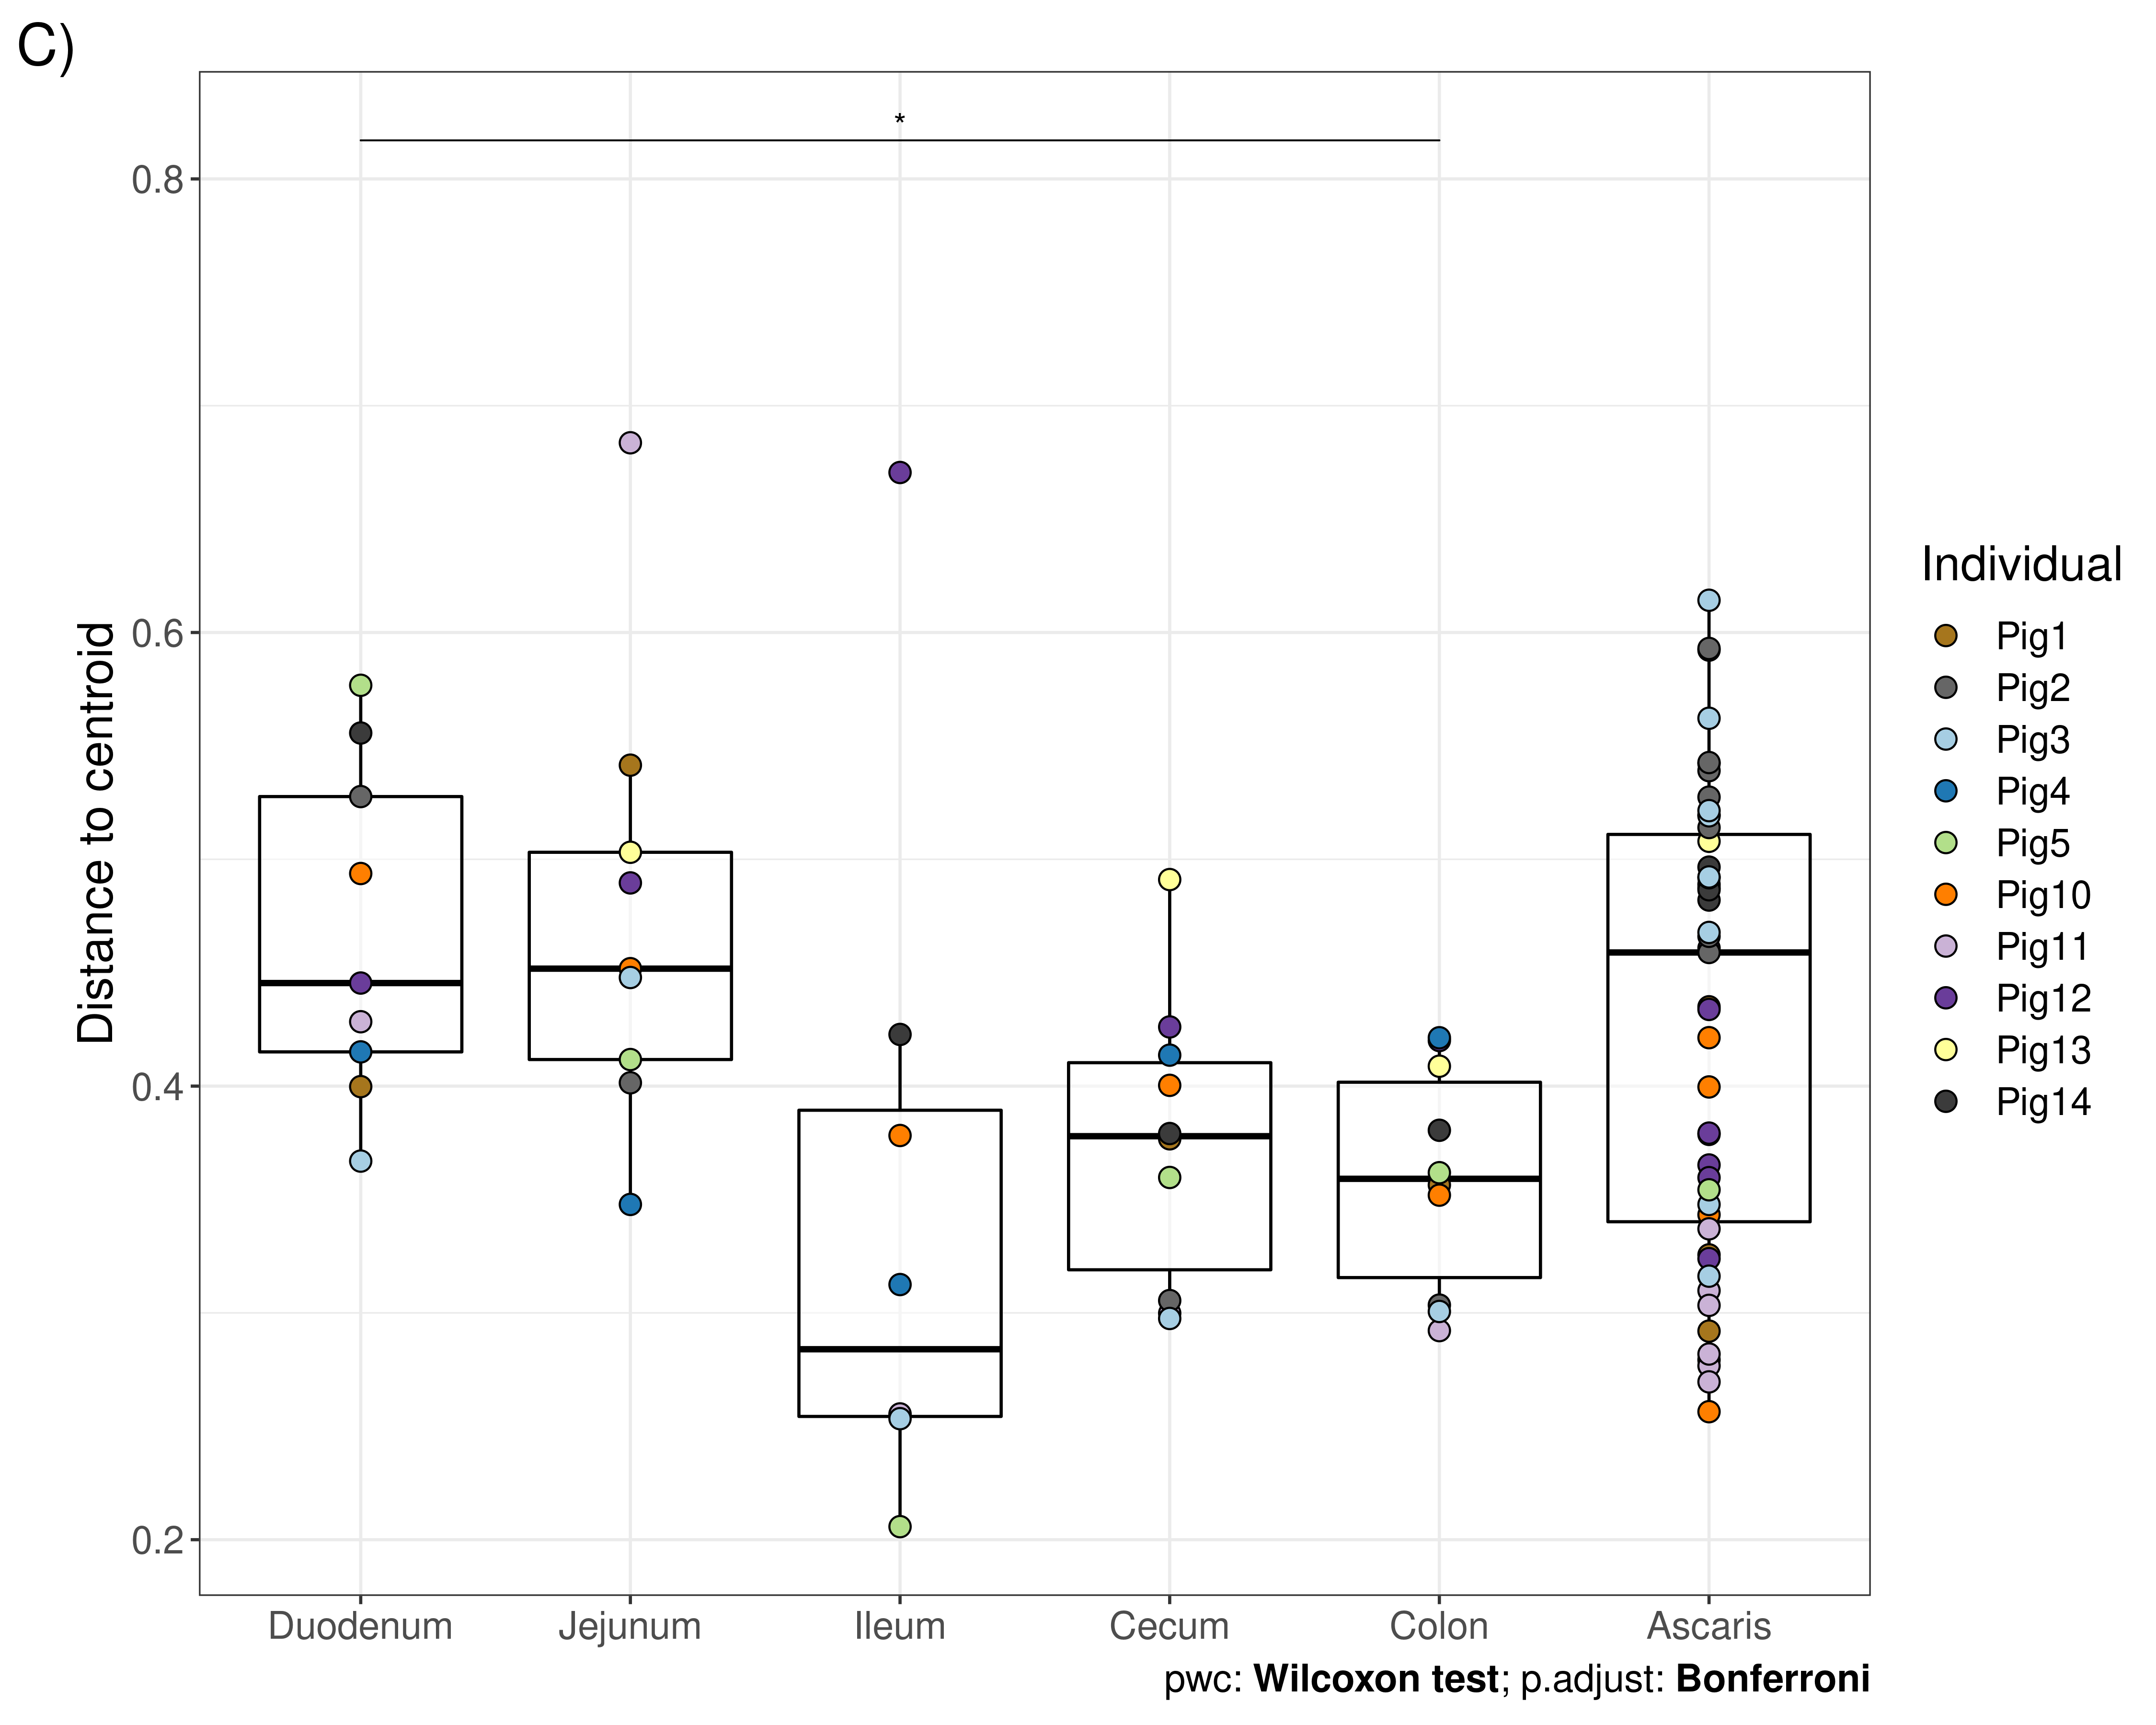 C)
*
0.8
0.6
0.4
0.2
Distance to centroid
Duodenum Jejunum Ileum Cecum Colon Ascaris
pwc: Wilcoxon test; p.adjust: Bonferroni
Individual
Pig1
Pig2
Pig3
Pig4
Pig5
Pig10
Pig11
Pig12
Pig13
Pig14